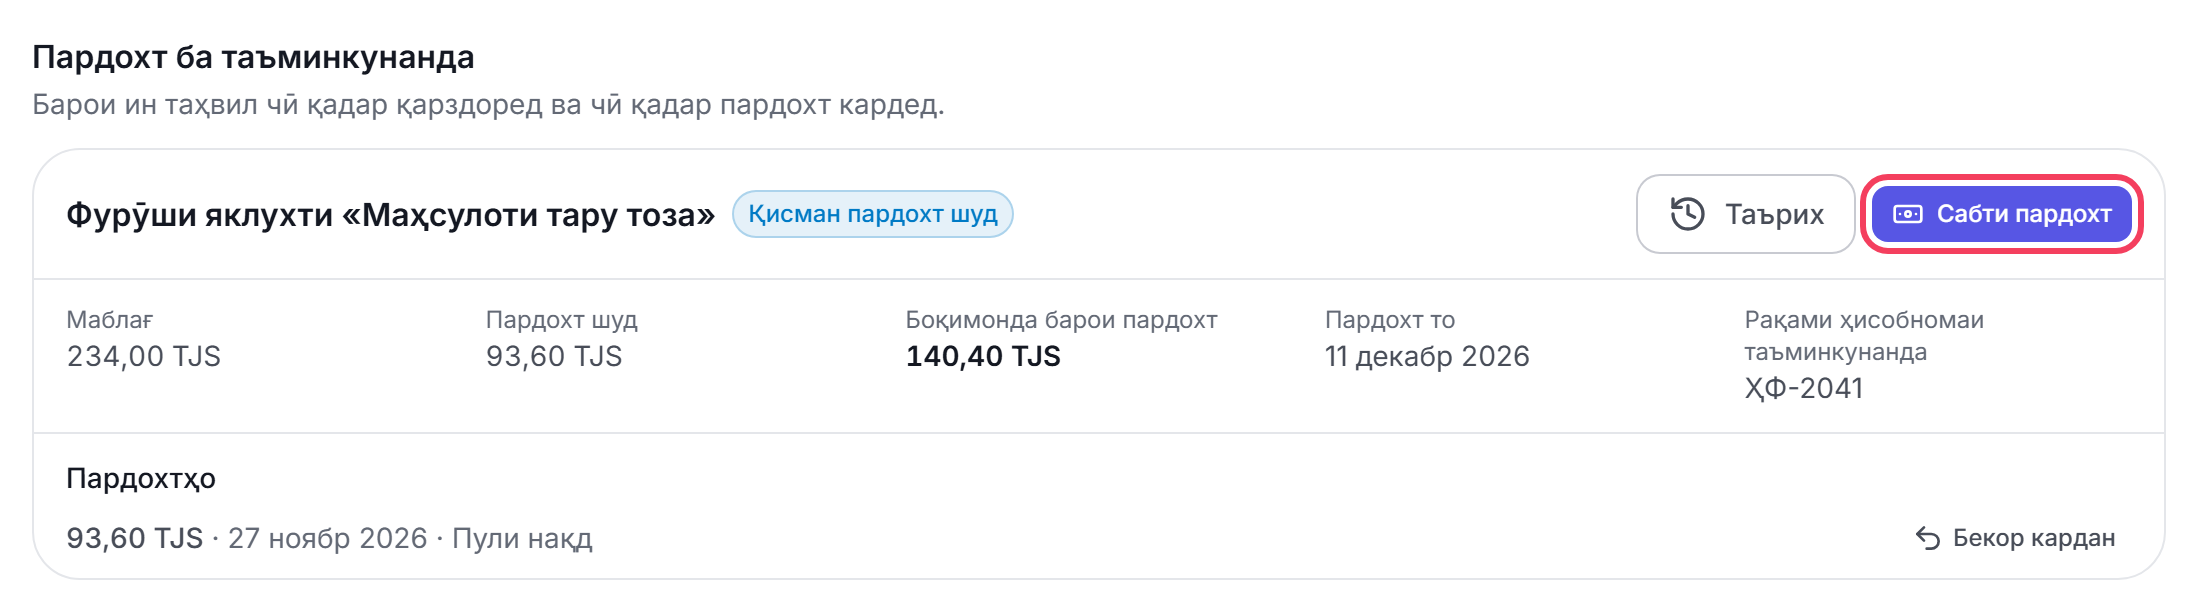 Пардохт ба таъминкунанда
Барои ин таҳвил чӣ қадар қарздоред ва чӣ қадар пардохт кардед.
Фурӯши яклухти «Маҳсулоти тару тоза»
Қисман пардохт шуд
Таърих
Сабти пардохт
Маблағ
234,00 TJS
Пардохт шуд
93,60 TJS
Боқимонда барои пардохт
140,40 TJS
Пардохт то
11 декабр 2026
Рақами ҳисобномаи
таъминкунанда
ҲФ-2041
Пардохтҳо
93,60 TJS · 27 ноябр 2026 · Пули нақд
Бекор кардан